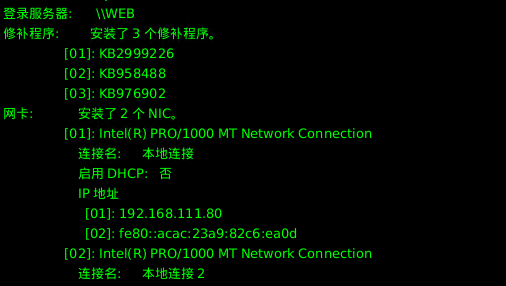 登录服务器:      \\WEB
修补程序:        安装了 3 个修补程序。
[01]: KB2999226
[02]: KB958488
[03]: KB976902
网卡:            安装了 2 个 NIC。
[01]: Intel(R) PRO/1000 MT Network Connection
连接名:      本地连接
启用 DHCP:   否
IP 地址
[01]: 192.168.111.80
[02]: fe80::acac:23a9:82c6:ea0d
[02]: Intel(R) PRO/1000 MT Network Connection
连接名:      本地连接 2